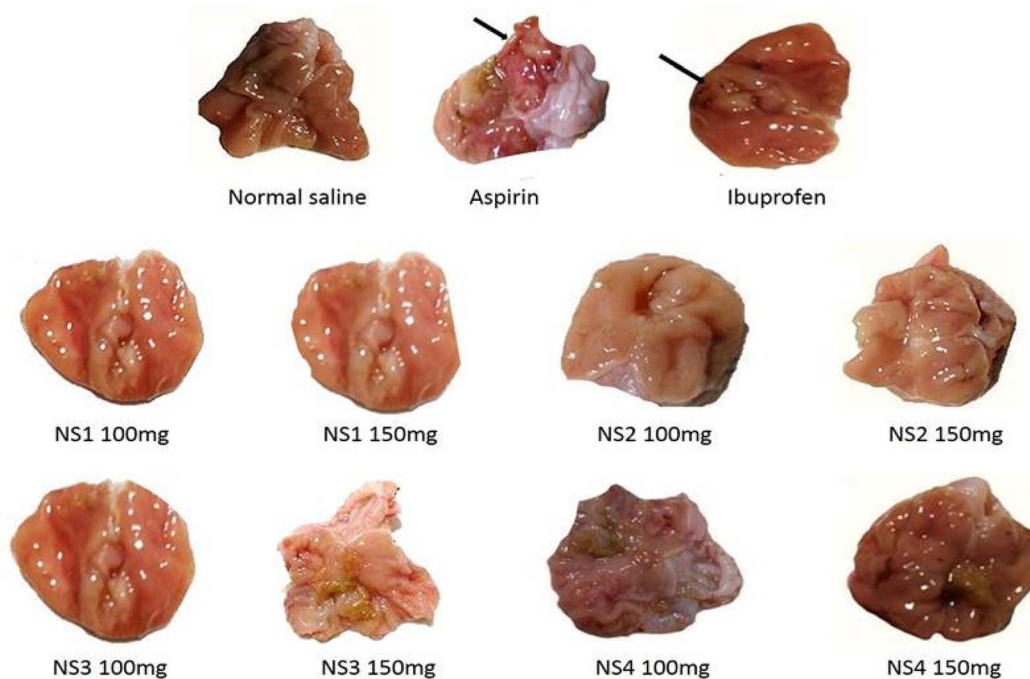 Normal saline
Aspirin
Ibuprofen
NS1 100mg
NS1 150mg
NS2 100mg
NS2 150mg
NS3 100mg
NS3 150mg
NS4 100mg
NS4 150mg